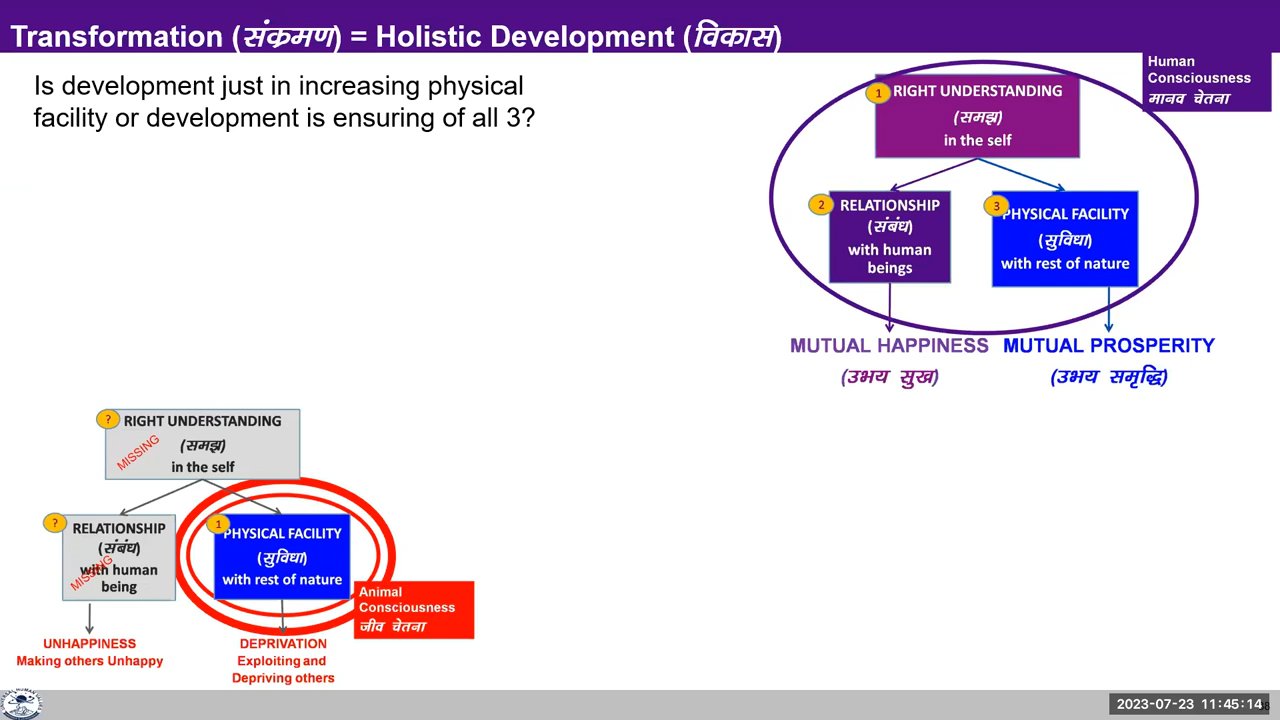 Transformation (संक्रमण) = Holistic Development (विकास)
Is development just in increasing physical
facility or development is ensuring of all 3?
Human
Consciousness
मानव चेतना
1
RIGHT UNDERSTANDING
(समझ)
in the self
2
RELATIONSHIP
(संबंध)
with human
beings
3
PHYSICAL FACILITY
(सुविधा)
with rest of nature
MUTUAL HAPPINESS
(उभय सुख)
MUTUAL PROSPERITY
(उभय समृद्धि)
?
RIGHT UNDERSTANDING
(समझ)
in the self
MISSING
?
RELATIONSHIP
(संबंध)
with human
being
MISSING
1
PHYSICAL FACILITY
(सुविधा)
with rest of nature
Animal
Consciousness
जीव चेतना
UNHAPPINESS
Making others Unhappy
DEPRIVATION
Exploiting and
Depriving others
2023-07-23 11:45:14